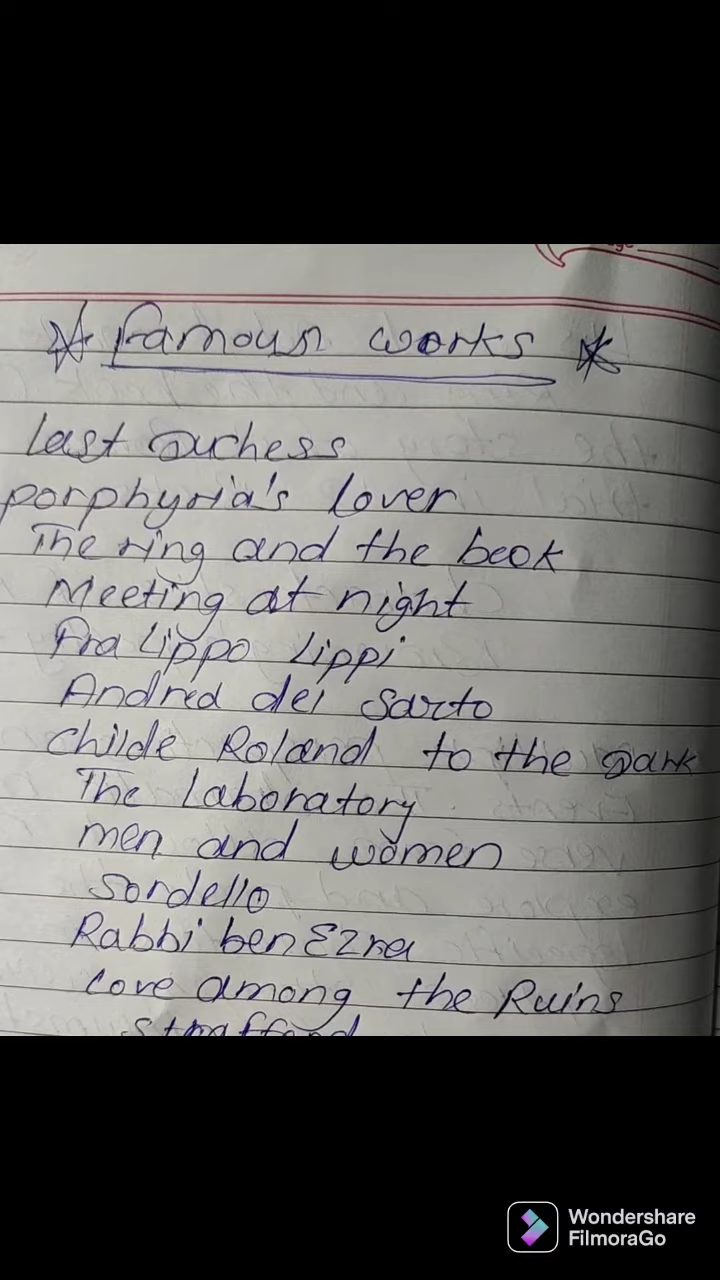 Famous works
Last Duchess
porphyria's lover
The ring and the book
Meeting at night
Fra Lippo Lippi
Andrea del Sarto
Childe Roland to the Dark
The Laboratory
men and women
Sordello
Rabbi ben Ezra
Love among the Ruins
Strafford
Wondershare
FilmoraGo